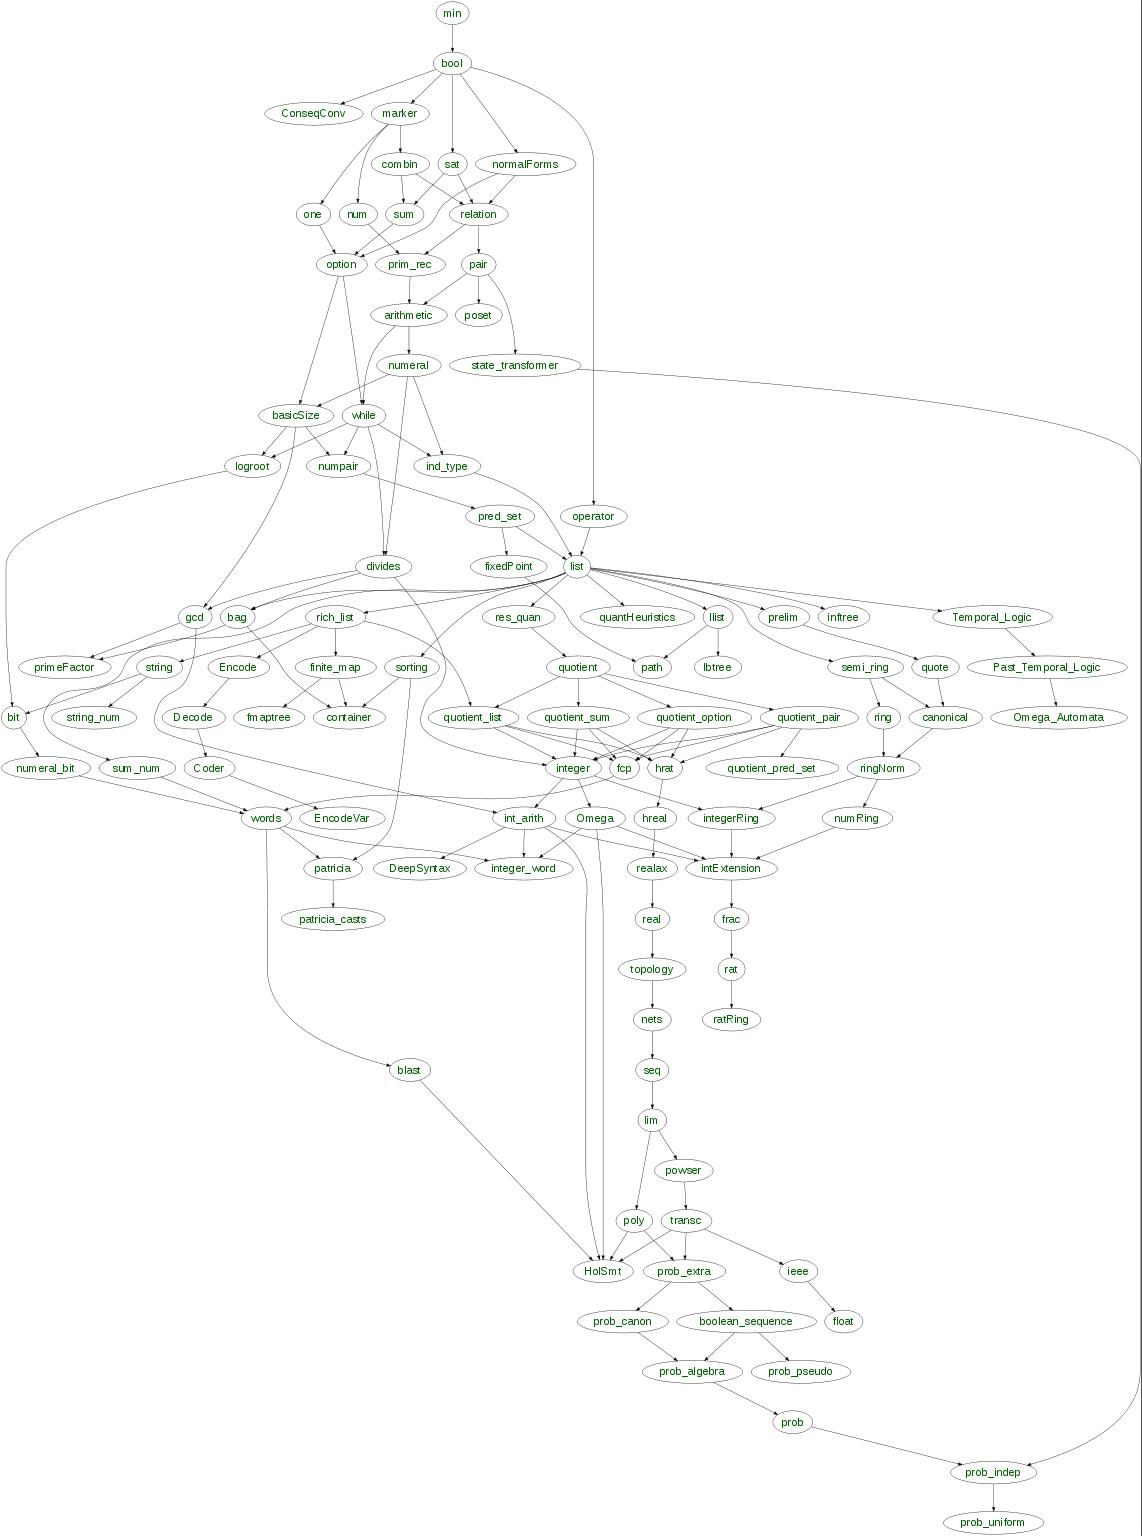 min
bool
ConseqConv
marker
combin
sat
normalForms
one
num
sum
relation
option
prim_rec
pair
arithmetic
poset
numeral
state_transformer
basicSize
while
logroot
numpair
ind_type
pred_set
operator
divides
fixedPoint
list
gcd
bag
rich_list
res_quan
quantHeuristics
llist
prelim
inftree
Temporal_Logic
primeFactor
string
Encode
finite_map
sorting
quotient
path
lbtree
semi_ring
quote
Past_Temporal_Logic
bit
string_num
Decode
fmaptree
container
quotient_list
quotient_sum
quotient_option
quotient_pair
ring
canonical
Omega_Automata
numeral_bit
sum_num
Coder
integer
fcp
hrat
quotient_pred_set
ringNorm
words
EncodeVar
int_arith
Omega
hreal
integerRing
numRing
patricia
DeepSyntax
integer_word
realax
intExtension
patricia_casts
real
frac
topology
rat
nets
ratRing
blast
seq
lim
powser
poly
transc
HolSmt
prob_extra
ieee
prob_canon
boolean_sequence
float
prob_algebra
prob_pseudo
prob
prob_indep
prob_uniform